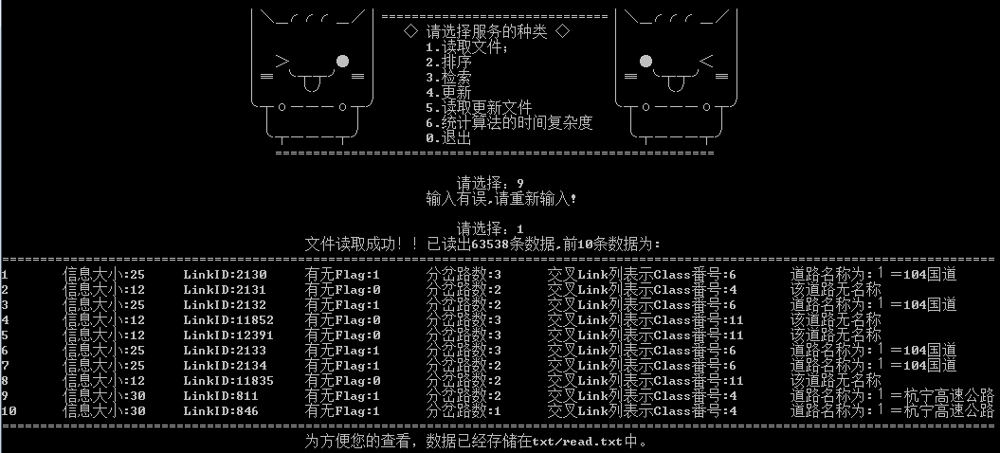 ◇ 请选择服务的种类 ◇
1.读取文件;
2.排序
3.检索
4.更新
5.读取更新文件
6.统计算法的时间复杂度
0.退出
请选择: 9
输入有误,请重新输入!
请选择: 1
文件读取成功!! 已读出63538条数据,前10条数据为:
1 信息大小:25 LinkID:2130 有无Flag:1 分岔路数:3 交叉Link列表示Class番号:6 道路名称为:1=104国道
2 信息大小:12 LinkID:2131 有无Flag:0 分岔路数:2 交叉Link列表示Class番号:4 该道路无名称
3 信息大小:25 LinkID:2132 有无Flag:1 分岔路数:2 交叉Link列表示Class番号:6 道路名称为:1=104国道
4 信息大小:12 LinkID:11852 有无Flag:0 分岔路数:3 交叉Link列表示Class番号:11 该道路无名称
5 信息大小:12 LinkID:12391 有无Flag:0 分岔路数:3 交叉Link列表示Class番号:11 该道路无名称
6 信息大小:25 LinkID:2133 有无Flag:1 分岔路数:3 交叉Link列表示Class番号:6 道路名称为:1=104国道
7 信息大小:25 LinkID:2134 有无Flag:1 分岔路数:2 交叉Link列表示Class番号:6 道路名称为:1=104国道
8 信息大小:12 LinkID:11835 有无Flag:0 分岔路数:2 交叉Link列表示Class番号:11 该道路无名称
9 信息大小:30 LinkID:811 有无Flag:1 分岔路数:2 交叉Link列表示Class番号:4 道路名称为:1=杭宁高速公路
10 信息大小:30 LinkID:846 有无Flag:1 分岔路数:1 交叉Link列表示Class番号:4 道路名称为:1=杭宁高速公路
为方便您的查看，数据已经存储在txt/read.txt中。